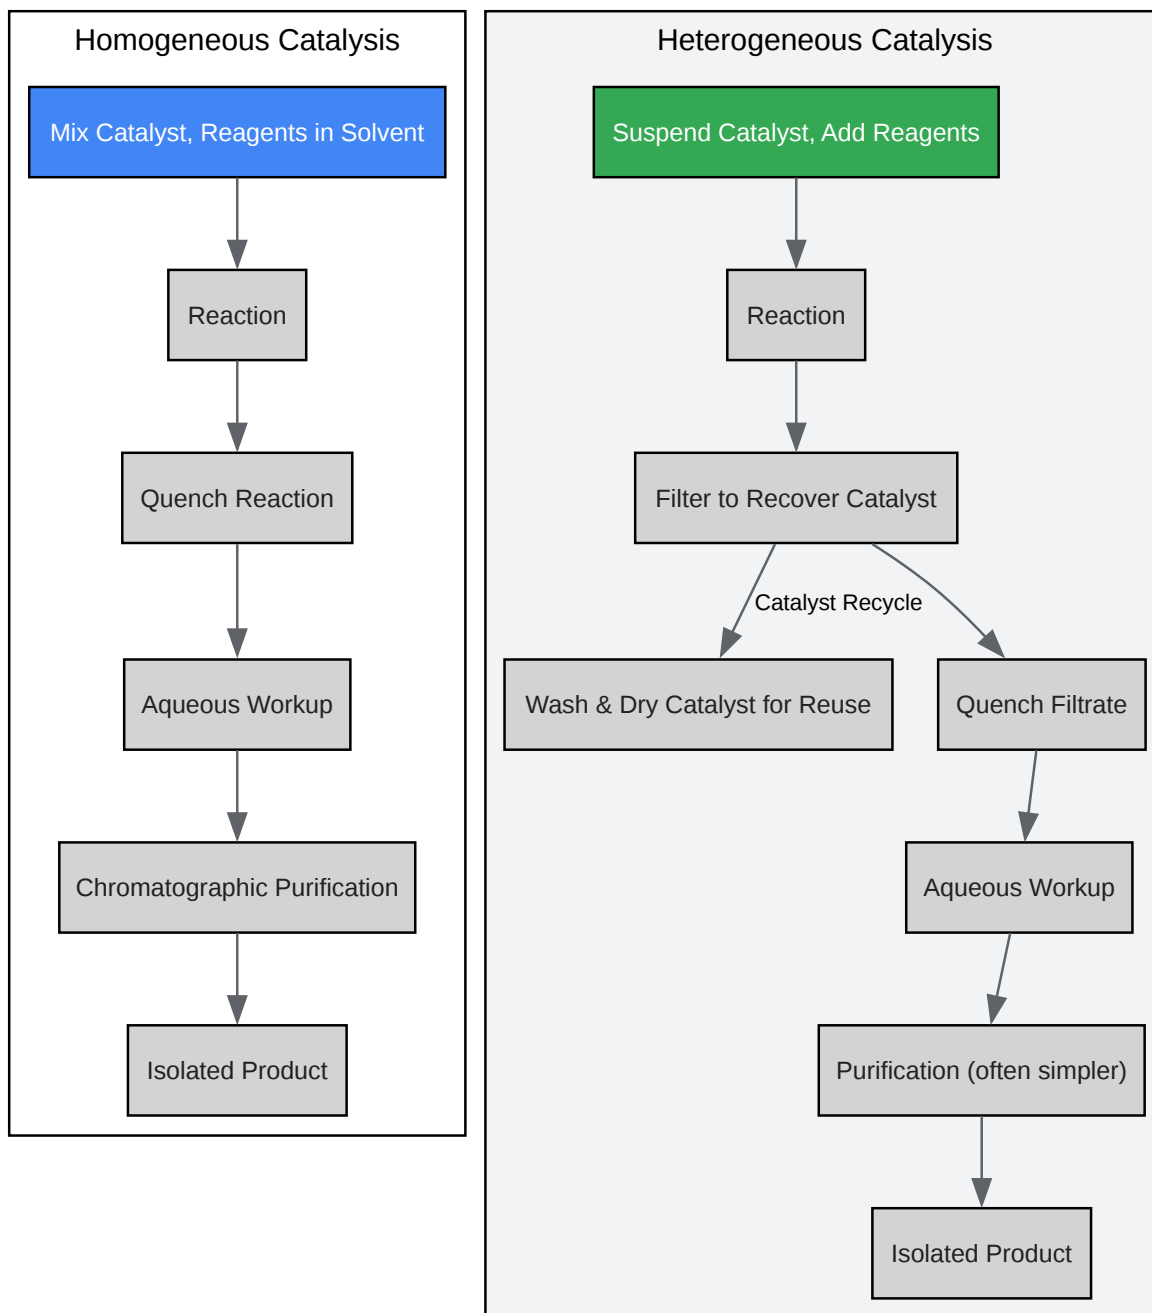 Homogeneous Catalysis
Mix Catalyst, Reagents in Solvent
Reaction
Quench Reaction
Aqueous Workup
Chromatographic Purification
Isolated Product
Heterogeneous Catalysis
Suspend Catalyst, Add Reagents
Reaction
Filter to Recover Catalyst
Catalyst Recycle
Wash & Dry Catalyst for Reuse
Quench Filtrate
Aqueous Workup
Purification (often simpler)
Isolated Product